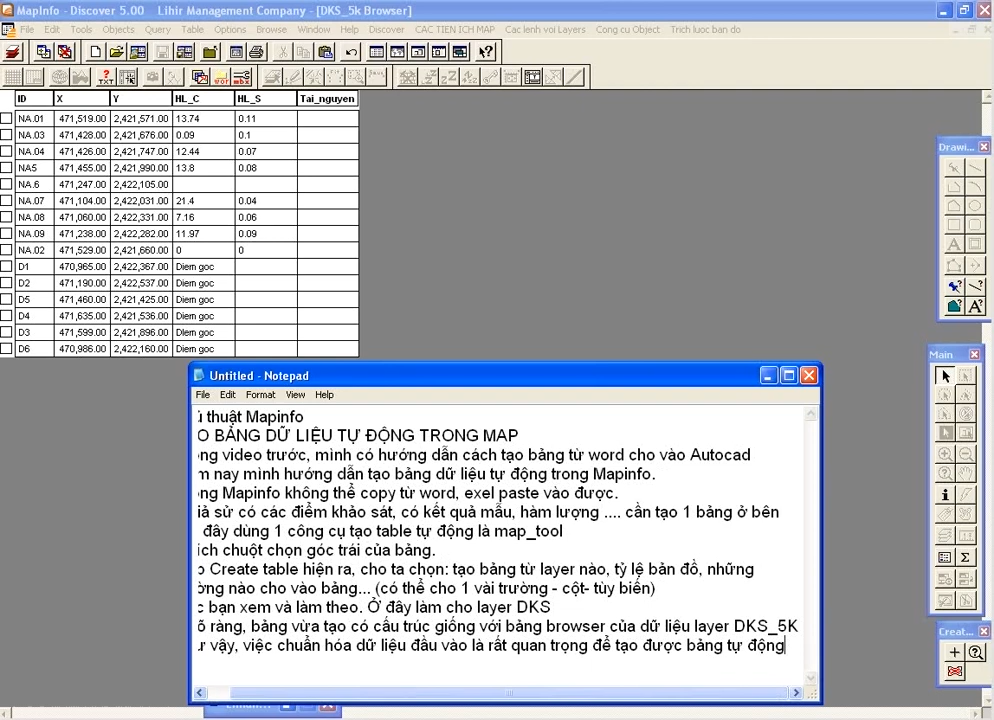 MapInfo - Discover 5.00    Lihir Management Company - [DKS_5k Browser]
File Edit Tools Objects Query Table Options Browse Window Help Discover CAC TIEN ICH MAP Cac lenh voi Layers Cong cu Object Trich luoc ban do
ID X Y HL_C HL_S Tai_nguyen
NA.01 471,519.00 2,421,571.00 13.74 0.11
NA.03 471,428.00 2,421,676.00 0.09 0.1
NA.04 471,426.00 2,421,747.00 12.44 0.07
NA5 471,455.00 2,421,990.00 13.8 0.08
NA.6 471,247.00 2,422,105.00
NA.07 471,104.00 2,422,031.00 21.4 0.04
NA.08 471,060.00 2,422,331.00 7.16 0.06
NA.09 471,238.00 2,422,282.00 11.97 0.09
NA.02 471,529.00 2,421,660.00 0 0
D1 470,965.00 2,422,367.00 Diem goc
D2 471,190.00 2,422,537.00 Diem goc
D5 471,460.00 2,421,425.00 Diem goc
D4 471,635.00 2,421,536.00 Diem goc
D3 471,599.00 2,421,896.00 Diem goc
D6 470,986.00 2,422,160.00 Diem goc
Drawi...
Main
Creat...
Untitled - Notepad
File Edit Format View Help
ủ thuật Mapinfo
O BẢNG DỮ LIỆU TỰ ĐỘNG TRONG MAP
ong video trước, mình có hướng dẫn cách tạo bảng từ word cho vào Autocad
m nay mình hướng dẫn tạo bảng dữ liệu tự động trong Mapinfo.
ong Mapinfo không thể copy từ word, exel paste vào được.
iả sử có các điểm khảo sát, có kết quả mẫu, hàm lượng .... cần tạo 1 bảng ở bên
đây dùng 1 công cụ tạo table tự động là map_tool
ích chuột chọn góc trái của bảng.
p Create table hiện ra, cho ta chọn: tạo bảng từ layer nào, tỷ lệ bản đồ, những
ường nào cho vào bảng... (có thể cho 1 vài trường - cột- tùy biến)
c bạn xem và làm theo. Ở đây làm cho layer DKS
õ ràng, bảng vừa tạo có cấu trúc giống với bảng browser của dữ liệu layer DKS_5K
ư vậy, việc chuẩn hóa dữ liệu đầu vào là rất quan trọng để tạo được bảng tự động